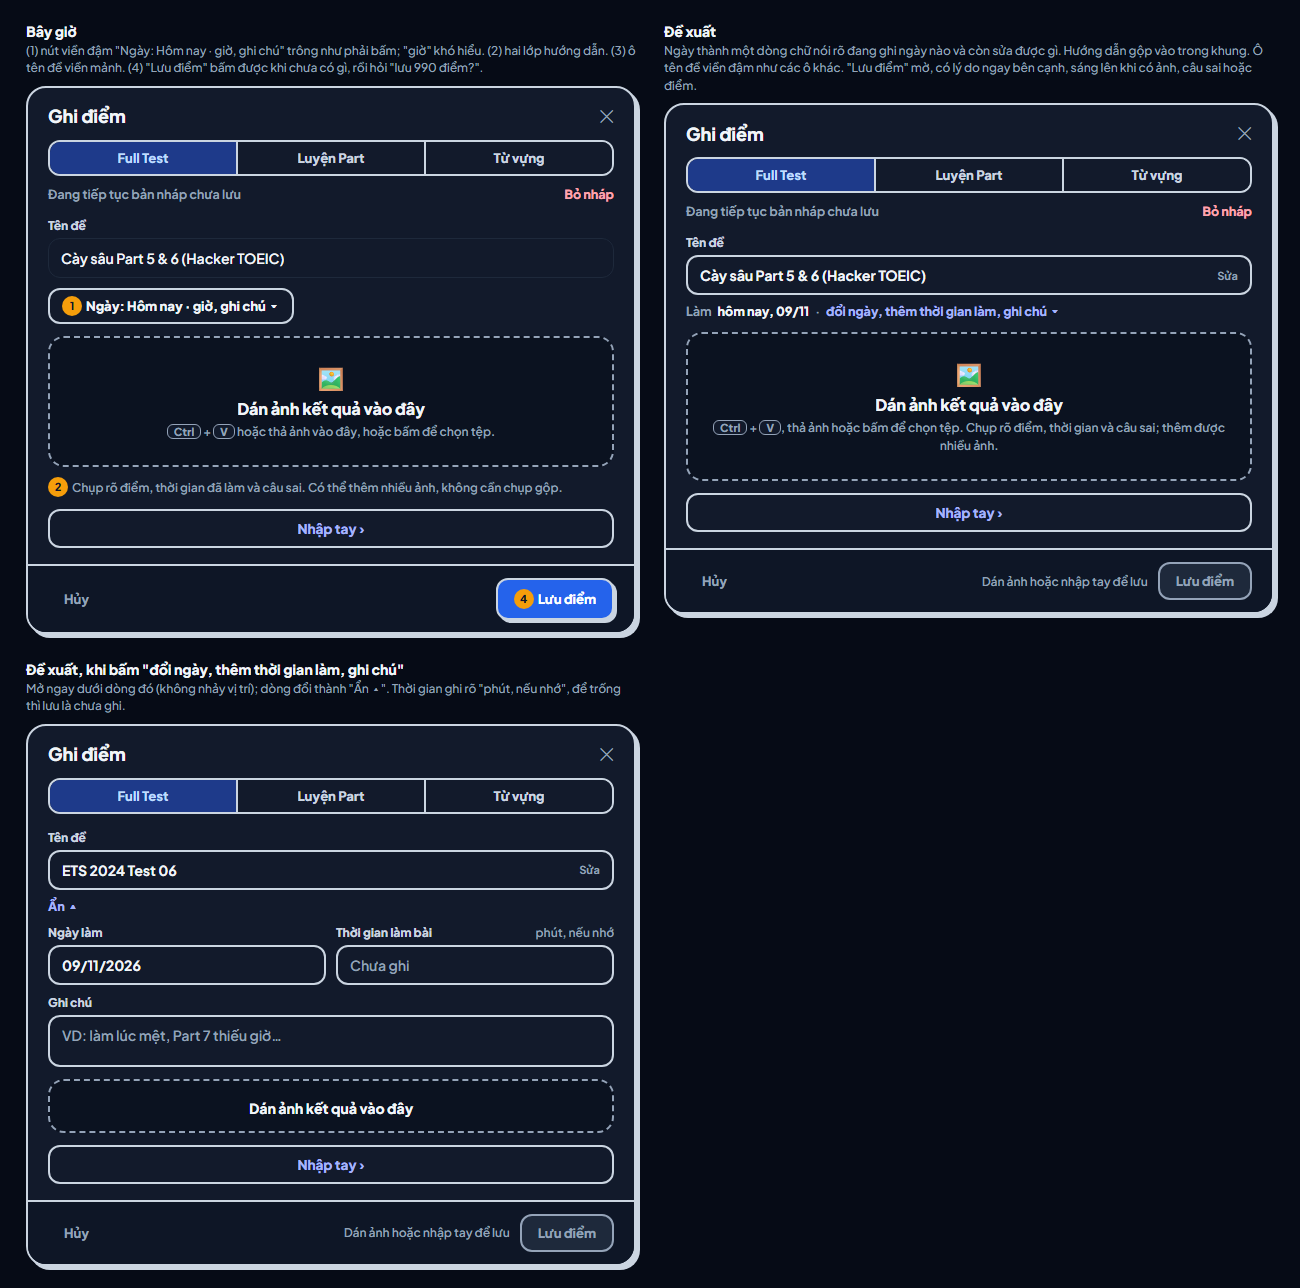 Bây giờ
(1) nút viền đậm "Ngày: Hôm nay · giờ, ghi chú" trông như phải bấm; "giờ" khó hiểu. (2) hai lớp hướng dẫn. (3) ô
tên đề viền mảnh. (4) "Lưu điểm" bấm được khi chưa có gì, rồi hỏi "lưu 990 điểm?".
Ghi điểm
Full Test
Luyện Part
Từ vựng
Đang tiếp tục bản nháp chưa lưu
Bỏ nháp
Tên đề
Cày sâu Part 5 & 6 (Hacker TOEIC)
1 Ngày: Hôm nay · giờ, ghi chú
Dán ảnh kết quả vào đây
Ctrl + V hoặc thả ảnh vào đây, hoặc bấm để chọn tệp.
2 Chụp rõ điểm, thời gian đã làm và câu sai. Có thể thêm nhiều ảnh, không cần chụp gộp.
Nhập tay ›
Hủy
4 Lưu điểm
Đề xuất
Ngày thành một dòng chữ nói rõ đang ghi ngày nào và còn sửa được gì. Hướng dẫn gộp vào trong khung. Ô
tên đề viền đậm như các ô khác. "Lưu điểm" mờ, có lý do ngay bên cạnh, sáng lên khi có ảnh, câu sai hoặc
điểm.
Ghi điểm
Full Test
Luyện Part
Từ vựng
Đang tiếp tục bản nháp chưa lưu
Bỏ nháp
Tên đề
Cày sâu Part 5 & 6 (Hacker TOEIC)
Sửa
Làm hôm nay, 09/11 · đổi ngày, thêm thời gian làm, ghi chú
Dán ảnh kết quả vào đây
Ctrl + V, thả ảnh hoặc bấm để chọn tệp. Chụp rõ điểm, thời gian và câu sai; thêm được
nhiều ảnh.
Nhập tay ›
Hủy
Dán ảnh hoặc nhập tay để lưu
Lưu điểm
Đề xuất, khi bấm "đổi ngày, thêm thời gian làm, ghi chú"
Mở ngay dưới dòng đó (không nhảy vị trí); dòng đổi thành "Ẩn ▴". Thời gian ghi rõ "phút, nếu nhớ", để trống
thì lưu là chưa ghi.
Ghi điểm
Full Test
Luyện Part
Từ vựng
Tên đề
ETS 2024 Test 06
Sửa
Ẩn ▴
Ngày làm
Thời gian làm bài
phút, nếu nhớ
09/11/2026
Chưa ghi
Ghi chú
VD: làm lúc mệt, Part 7 thiếu giờ…
Dán ảnh kết quả vào đây
Nhập tay ›
Hủy
Dán ảnh hoặc nhập tay để lưu
Lưu điểm